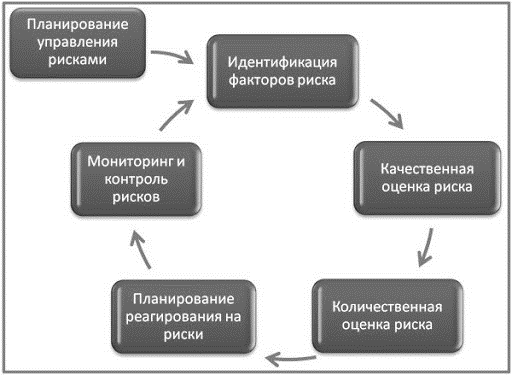 Планирование
управления
рисками
Идентификация
факторов риска
Качественная
оценка риска
Количественная
оценка риска
Планирование
реагирования на
риски
Мониторинг и
контроль
рисков